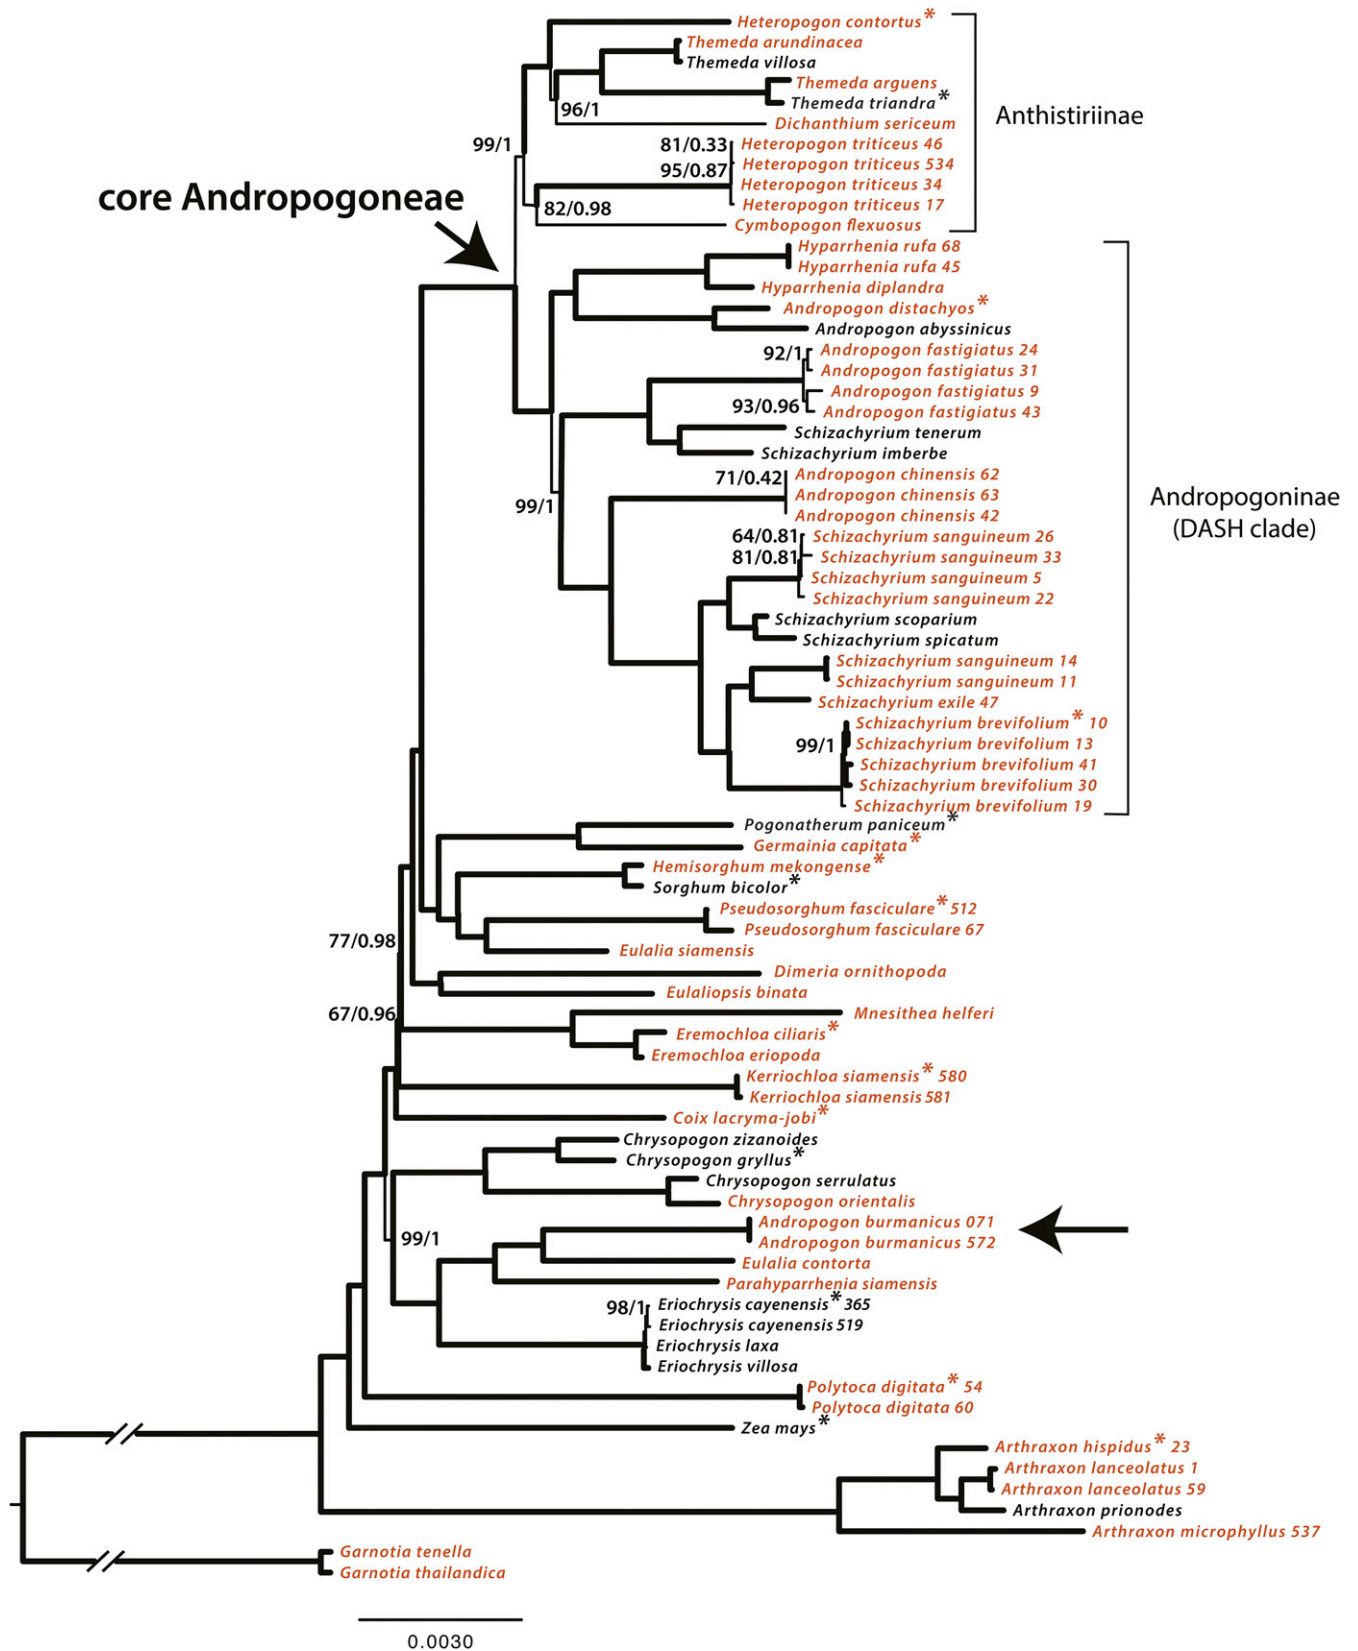 Heteropogon contortus*
Themeda arundinacea
Themeda villosa
Themeda arguens
Themeda triandra*
96/1
Dichanthium sericeum
Anthistiriinae
99/1
81/0.33
Heteropogon triticeus 46
95/0.87
Heteropogon triticeus 534
Heteropogon triticeus 34
core Andropogoneae
82/0.98
Heteropogon triticeus 17
Cymbopogon flexuosus
Hyparrhenia rufa 68
Hyparrhenia rufa 45
Hyparrhenia diplandra
Andropogon distachyos*
Andropogon abyssinicus
92/1
Andropogon fastigiatus 24
Andropogon fastigiatus 31
Andropogon fastigiatus 9
93/0.96
Andropogon fastigiatus 43
Schizachyrium tenerum
Schizachyrium imberbe
71/0.42
Andropogon chinensis 62
Andropogon chinensis 63
99/1
Andropogon chinensis 42
Andropogoninae
(DASH clade)
64/0.81
Schizachyrium sanguineum 26
81/0.81
Schizachyrium sanguineum 33
Schizachyrium sanguineum 5
Schizachyrium sanguineum 22
Schizachyrium scoparium
Schizachyrium spicatum
Schizachyrium sanguineum 14
Schizachyrium sanguineum 11
Schizachyrium exile 47
Schizachyrium brevifolium* 10
99/1
Schizachyrium brevifolium 13
Schizachyrium brevifolium 41
Schizachyrium brevifolium 30
Schizachyrium brevifolium 19
Pogonatherum paniceum*
Germainia capitata*
Hemisorghum mekongense*
Sorghum bicolor*
Pseudosorghum fasciculare* 512
Pseudosorghum fasciculare 67
77/0.98
Eulalia siamensis
Dimeria ornithopoda
Eulaliopsis binata
67/0.96
Mnesithea helferi
Eremochloa ciliaris*
Eremochloa eriopoda
Kerriochloa siamensis* 580
Kerriochloa siamensis 581
Coix lacryma-jobi*
Chrysopogon zizanoides
Chrysopogon gryllus*
Chrysopogon serrulatus
Chrysopogon orientalis
99/1
Andropogon burmanicus 071
Andropogon burmanicus 572
Eulalia contorta
Parahyparrhenia siamensis
98/1
Eriochrysis cayenensis* 365
Eriochrysis cayenensis 519
Eriochrysis laxa
Eriochrysis villosa
Polytoca digitata* 54
Polytoca digitata 60
Zea mays*
Arthraxon hispidus* 23
Arthraxon lanceolatus 1
Arthraxon lanceolatus 59
Arthraxon prionodes
Arthraxon microphyllus 537
Garnotia tenella
Garnotia thailandica
0.0030